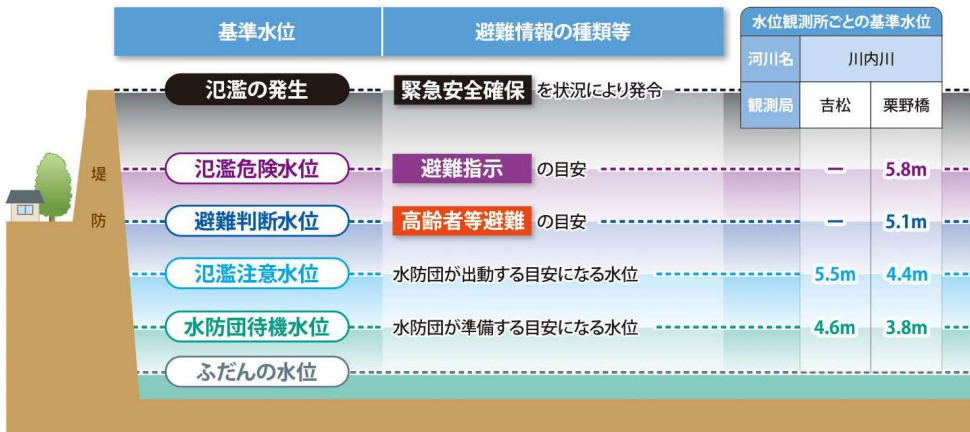 基準水位 避難情報の種類等
水位観測所ごとの基準水位
河川名 川内川
観測局 吉松 栗野橋
氾濫の発生 緊急安全確保 を状況により発令
氾濫危険水位 避難指示 の目安 ー 5.8m
避難判断水位 高齢者等避難 の目安 ー 5.1m
氾濫注意水位 水防団が出動する目安になる水位 5.5m 4.4m
水防団待機水位 水防団が準備する目安になる水位 4.6m 3.8m
ふだんの水位
堤防